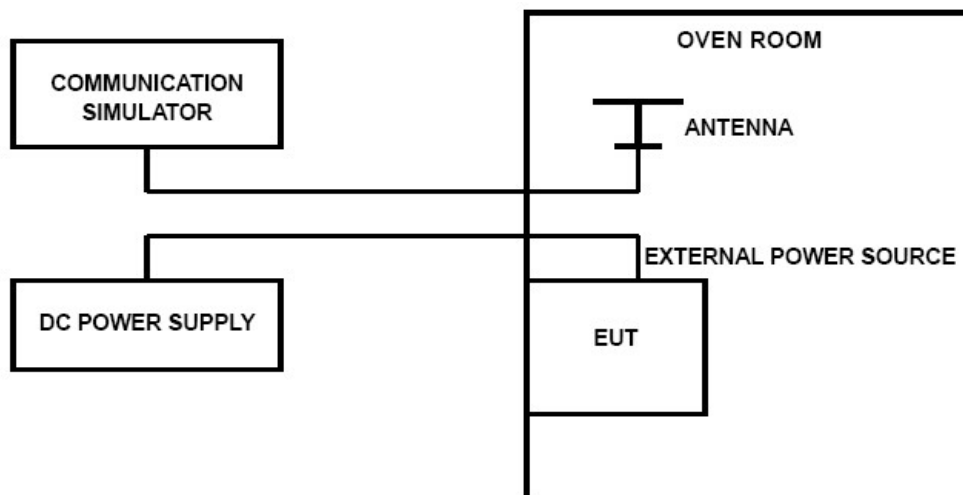 OVEN ROOM
COMMUNICATION
SIMULATOR
ANTENNA
EXTERNAL POWER SOURCE
DC POWER SUPPLY
EUT